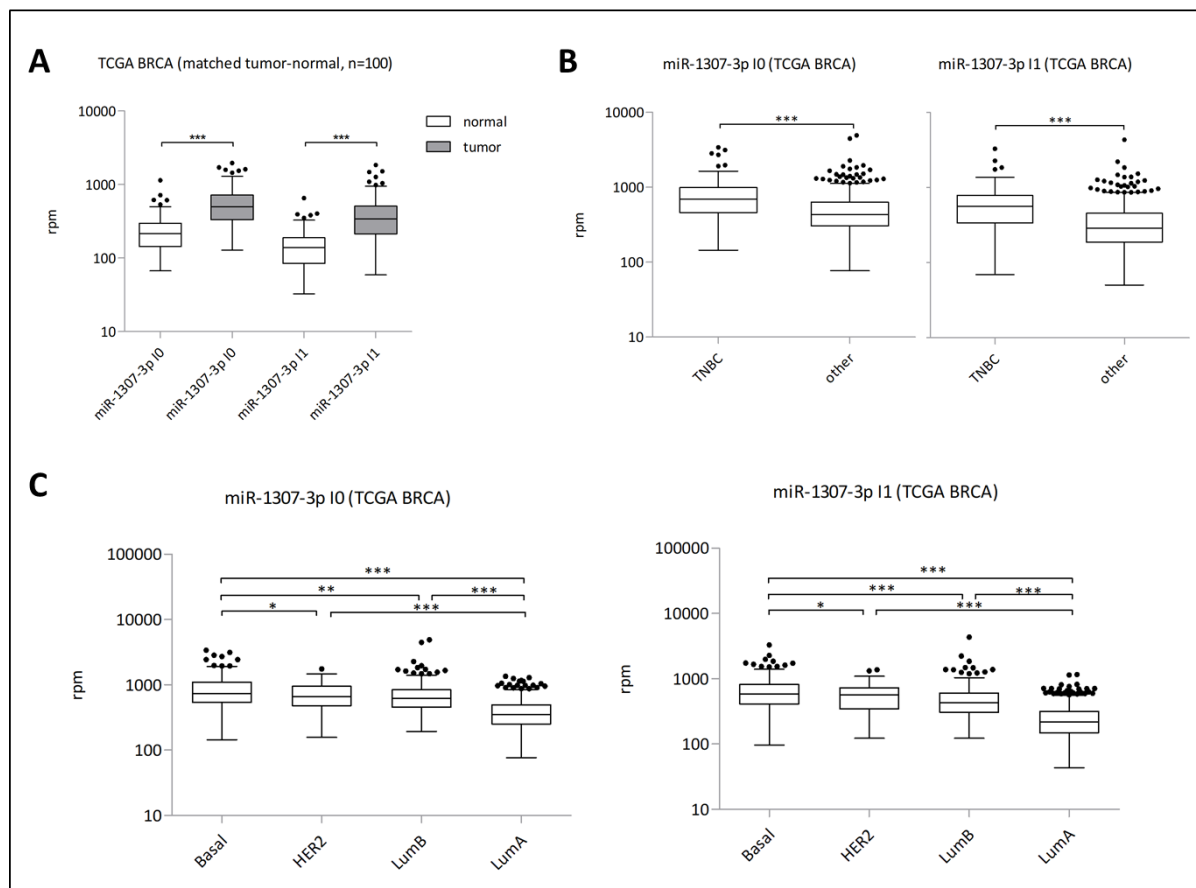 A
TCGA BRCA (matched tumor-normal, n=100)
10000
1000
100
10
rpm
***
***
normal
tumor
miR-1307-3p I0
miR-1307-3p I0
miR-1307-3p I1
miR-1307-3p I1
B
miR-1307-3p I0 (TCGA BRCA)
10000
1000
100
10
rpm
***
TNBC
other
miR-1307-3p I1 (TCGA BRCA)
***
TNBC
other
C
miR-1307-3p I0 (TCGA BRCA)
100000
10000
1000
100
10
rpm
***
** ***
* ***
Basal
HER2
LumB
LumA
miR-1307-3p I1 (TCGA BRCA)
100000
10000
1000
100
10
rpm
***
*** ***
* ***
Basal
HER2
LumB
LumA